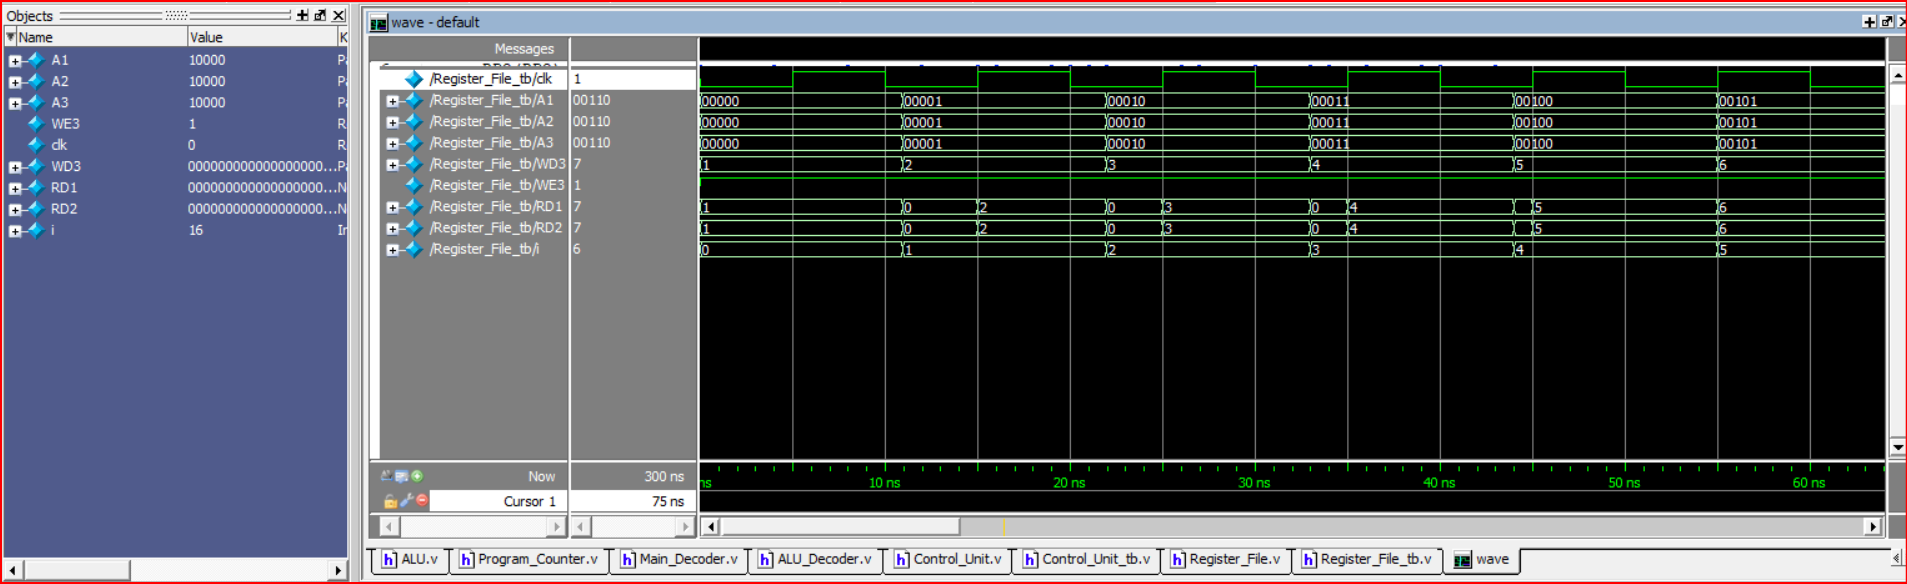 Objects
Name Value K
A1 10000 P
A2 10000 P
A3 10000 P
WE3 1 R
clk 0 R
WD3 000000000000000000...P
RD1 000000000000000000...N
RD2 000000000000000000...N
i 16 In
wave - default
Messages
/Register_File_tb/clk 1
/Register_File_tb/A1 00110 00000 00001 00010 00011 00100 00101
/Register_File_tb/A2 00110 00000 00001 00010 00011 00100 00101
/Register_File_tb/A3 00110 00000 00001 00010 00011 00100 00101
/Register_File_tb/WD3 7 1 2 3 4 5 6
/Register_File_tb/WE3 1
/Register_File_tb/RD1 7 1 0 2 0 3 0 4 5 6
/Register_File_tb/RD2 7 1 0 2 0 3 0 4 5 6
/Register_File_tb/i 6 0 1 2 3 4 5
Now 300 ns
ns 10 ns 20 ns 30 ns 40 ns 50 ns 60 ns
Cursor 1 75 ns
ALU.v Program_Counter.v Main_Decoder.v ALU_Decoder.v Control_Unit.v Control_Unit_tb.v Register_File.v Register_File_tb.v wave